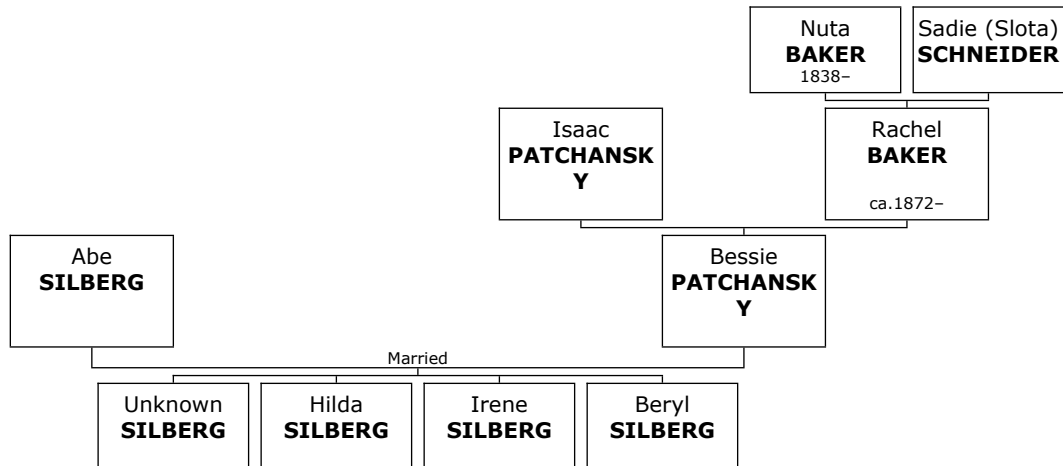 Nuta
BAKER
1838–
Sadie (Slota)
SCHNEIDER
Isaac
PATCHANSK
Y
Rachel
BAKER
ca.1872–
Abe
SILBERG
Bessie
PATCHANSK
Y
Married
Unknown
SILBERG
Hilda
SILBERG
Irene
SILBERG
Beryl
SILBERG